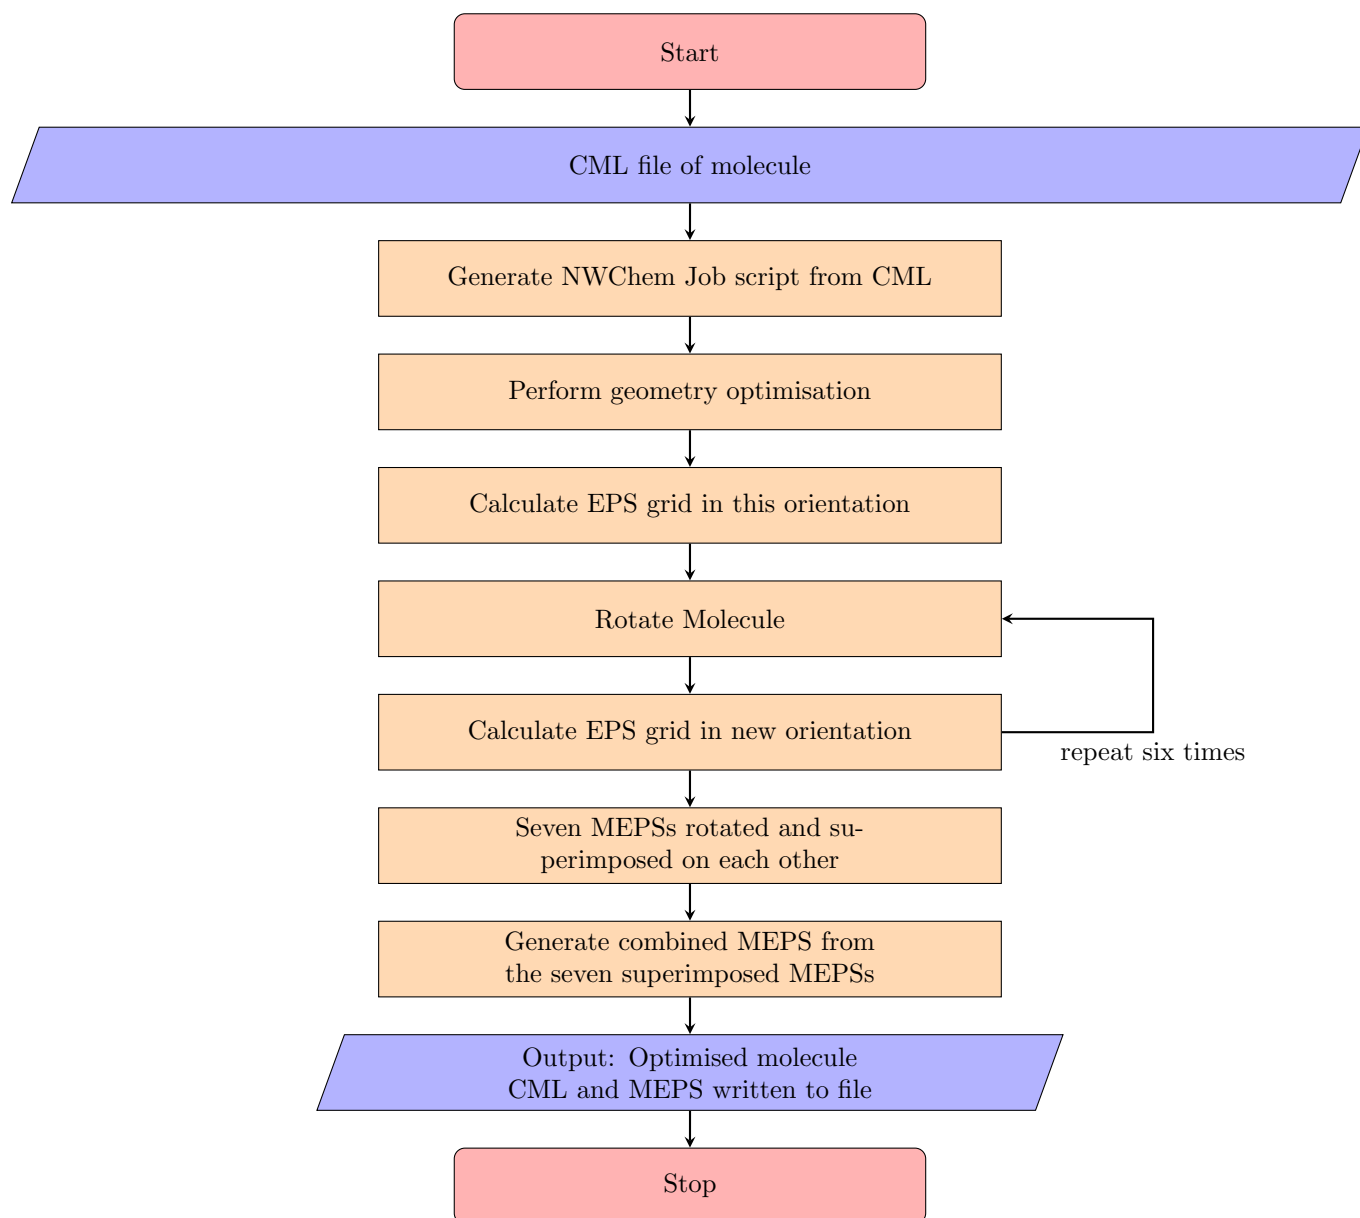 Start
CML file of molecule
Generate NWChem Job script from CML
Perform geometry optimisation
Calculate EPS grid in this orientation
Rotate Molecule
Calculate EPS grid in new orientation
repeat six times
Seven MEPSs rotated and su-
perimposed on each other
Generate combined MEPS from
the seven superimposed MEPSs
Output: Optimised molecule
CML and MEPS written to file
Stop